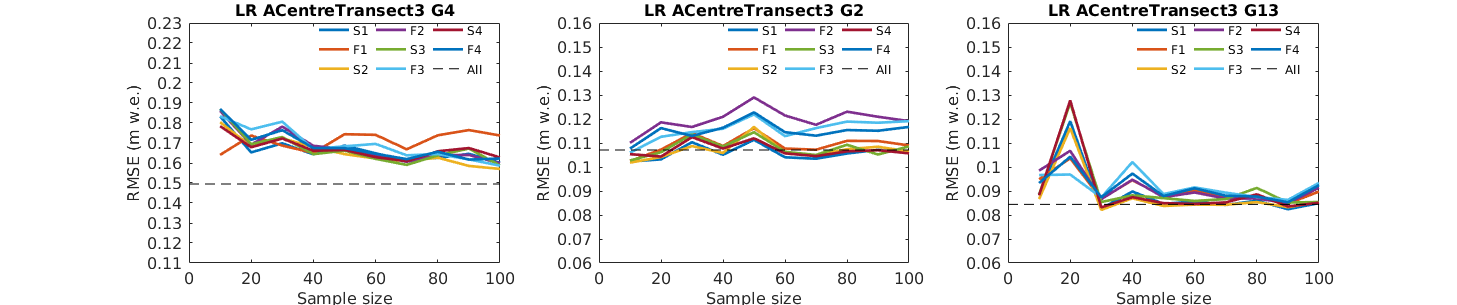 LR ACentreTransect3 G4
RMSE (m w.e.)
0.23
0.22
0.21
0.2
0.19
0.18
0.17
0.16
0.15
0.14
0.13
0.12
0.11
S1 F2 S4
F1 S3 F4
S2 F3 All
0 20 40 60 80 100
Sample size
LR ACentreTransect3 G2
RMSE (m w.e.)
0.16
0.15
0.14
0.13
0.12
0.11
0.1
0.09
0.08
0.07
0.06
S1 F2 S4
F1 S3 F4
S2 F3 All
0 20 40 60 80 100
Sample size
LR ACentreTransect3 G13
RMSE (m w.e.)
0.16
0.15
0.14
0.13
0.12
0.11
0.1
0.09
0.08
0.07
0.06
S1 F2 S4
F1 S3 F4
S2 F3 All
0 20 40 60 80 100
Sample size